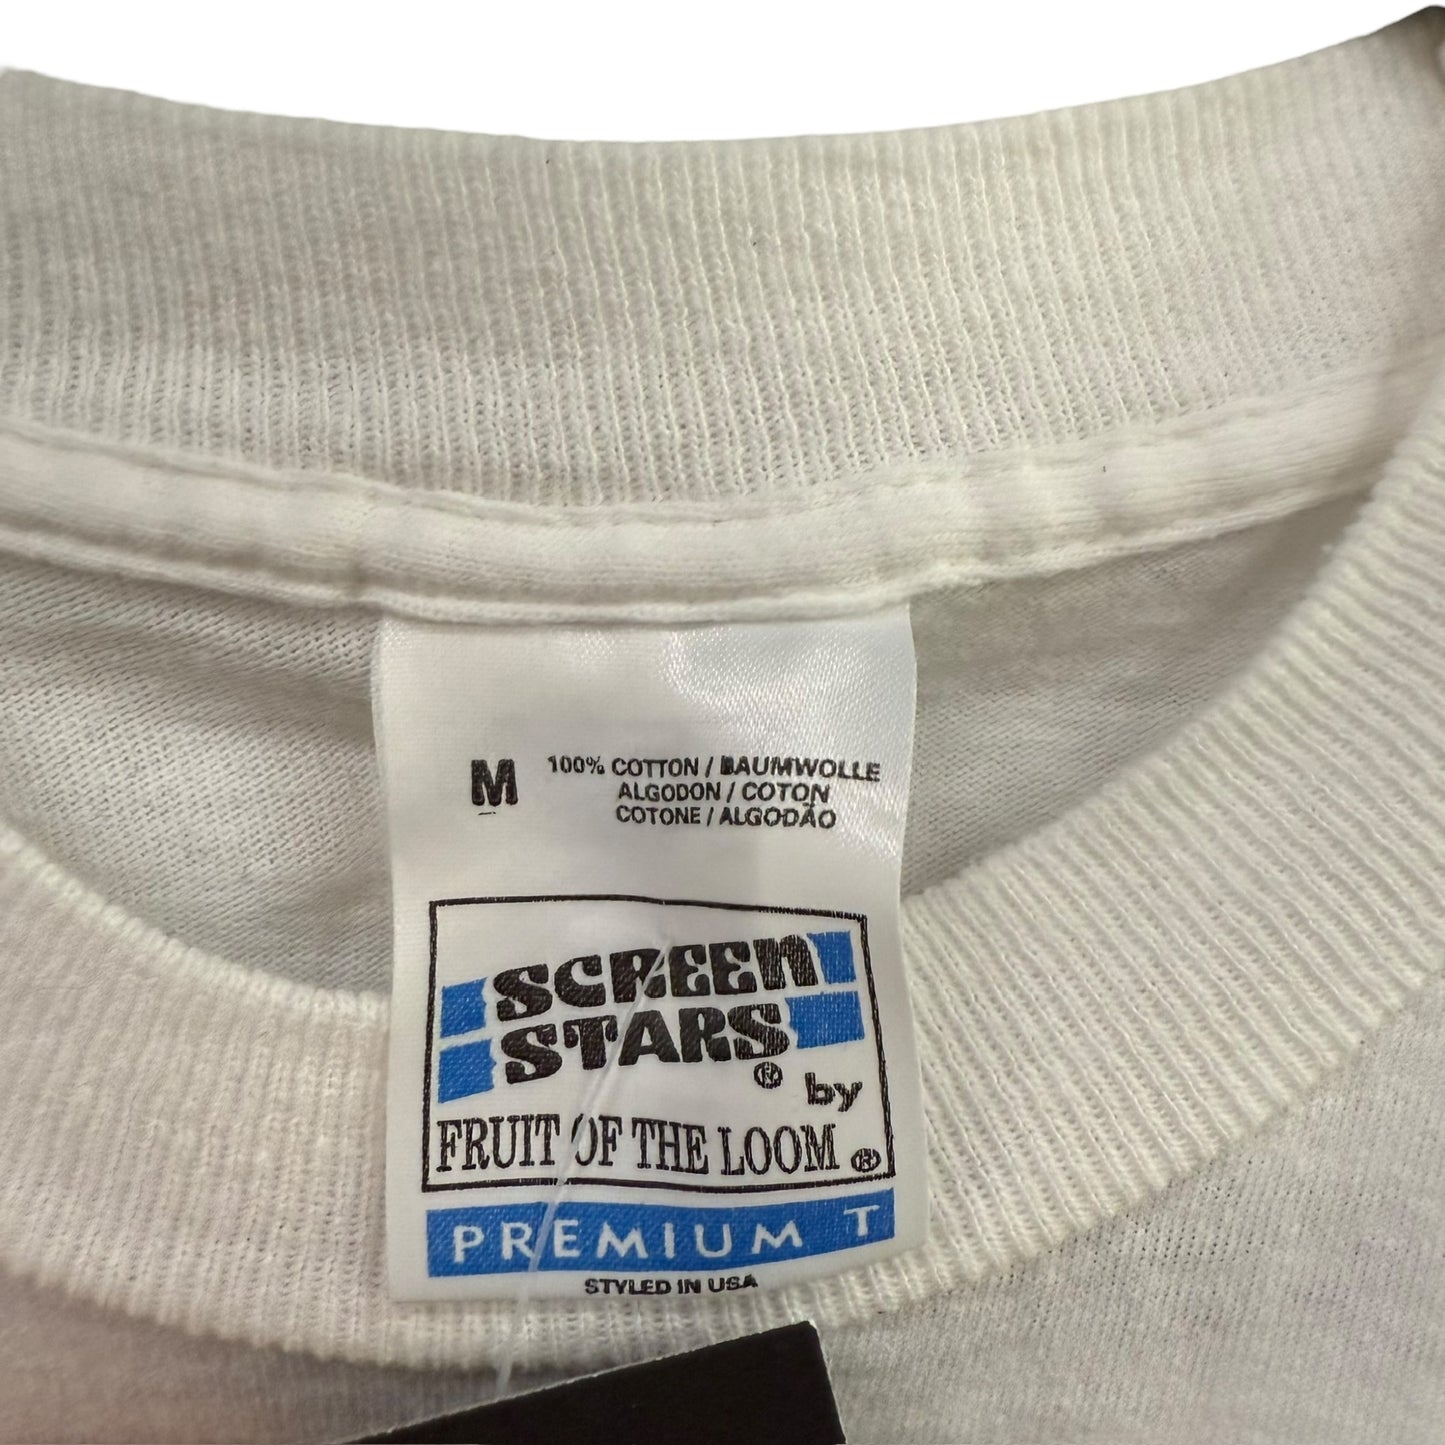 M 100% COTTON / BAUMWOLLE
ALGODON / COTON
COTONE / ALGODÃO
SCREEN
STARS®
by
FRUIT OF THE LOOM®
PREMIUM T
STYLED IN USA